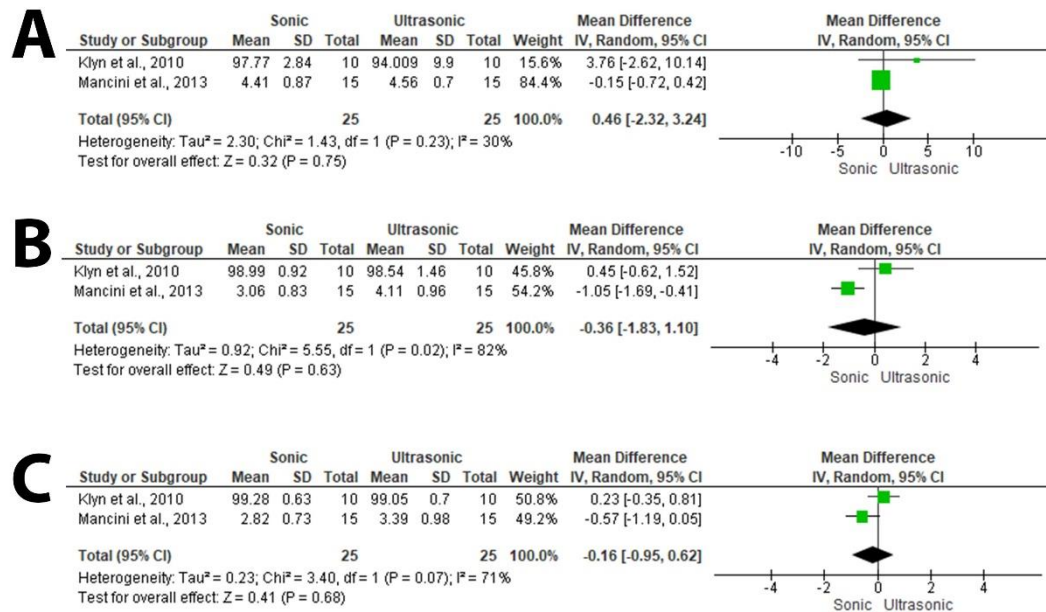 A
Sonic Ultrasonic Mean Difference Mean Difference
Study or Subgroup Mean SD Total Mean SD Total Weight IV, Random, 95% CI IV, Random, 95% CI
Klyn et al., 2010 97.77 2.84 10 94.009 9.9 10 15.6% 3.76 [-2.62, 10.14]
Mancini et al., 2013 4.41 0.87 15 4.56 0.7 15 84.4% -0.15 [-0.72, 0.42]
Total (95% CI) 25 25 100.0% 0.46 [-2.32, 3.24]
Heterogeneity: Tau² = 2.30; Chi² = 1.43, df = 1 (P = 0.23); I² = 30%
Test for overall effect: Z = 0.32 (P = 0.75)
-10 -5 0 5 10
Sonic Ultrasonic
B
Sonic Ultrasonic Mean Difference Mean Difference
Study or Subgroup Mean SD Total Mean SD Total Weight IV, Random, 95% CI IV, Random, 95% CI
Klyn et al., 2010 98.99 0.92 10 98.54 1.46 10 45.8% 0.45 [-0.62, 1.52]
Mancini et al., 2013 3.06 0.83 15 4.11 0.96 15 54.2% -1.05 [-1.69, -0.41]
Total (95% CI) 25 25 100.0% -0.36 [-1.83, 1.10]
Heterogeneity: Tau² = 0.92; Chi² = 5.55, df = 1 (P = 0.02); I² = 82%
Test for overall effect: Z = 0.49 (P = 0.63)
-4 -2 0 2 4
Sonic Ultrasonic
C
Sonic Ultrasonic Mean Difference Mean Difference
Study or Subgroup Mean SD Total Mean SD Total Weight IV, Random, 95% CI IV, Random, 95% CI
Klyn et al., 2010 99.28 0.63 10 99.05 0.7 10 50.8% 0.23 [-0.35, 0.81]
Mancini et al., 2013 2.82 0.73 15 3.39 0.98 15 49.2% -0.57 [-1.19, 0.05]
Total (95% CI) 25 25 100.0% -0.16 [-0.95, 0.62]
Heterogeneity: Tau² = 0.23; Chi² = 3.40, df = 1 (P = 0.07); I² = 71%
Test for overall effect: Z = 0.41 (P = 0.68)
-4 -2 0 2 4
Sonic Ultrasonic